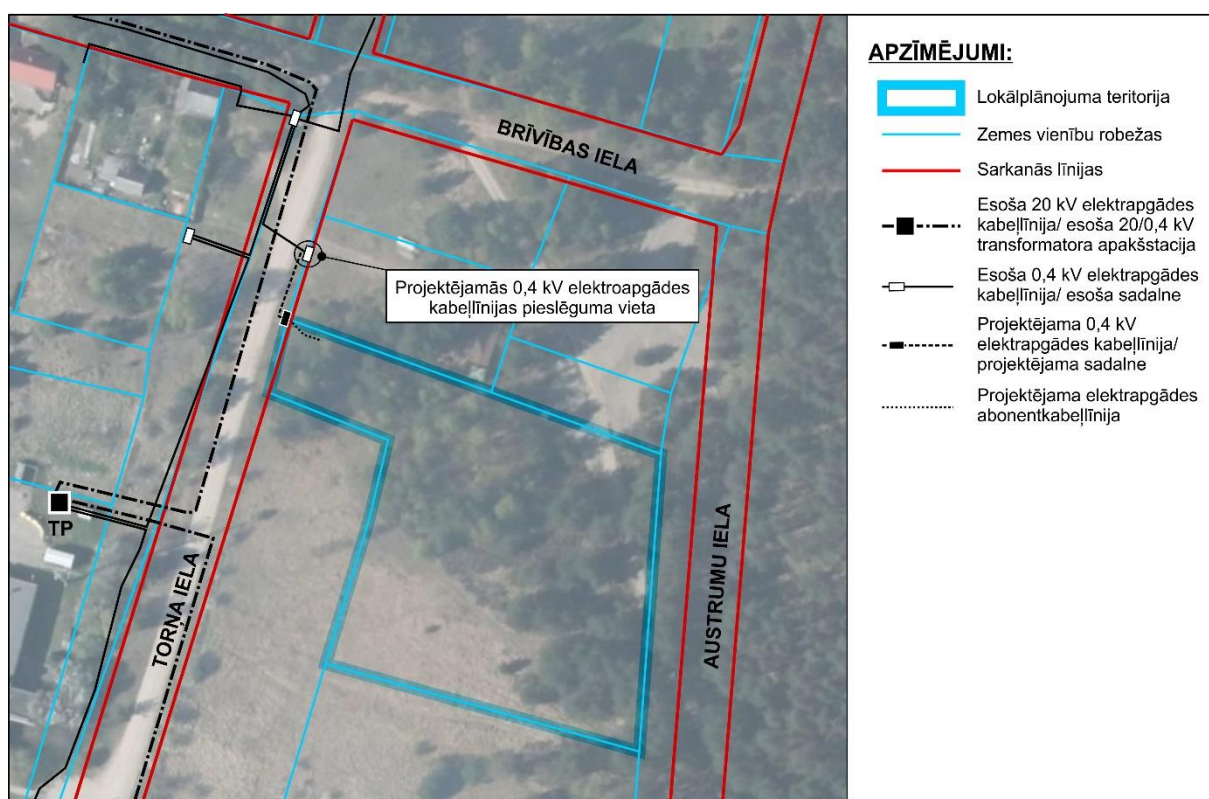 BRĪVĪBAS IELA
Projektējamās 0,4 kV elektroapgādes
kabeļlīnijas pieslēguma vieta
TP
TORŅA IELA
AUSTRUMU IELA
APZĪMĒJUMI:
Lokālplānojuma teritorija
Zemes vienību robežas
Sarkanās līnijas
Esoša 20 kV elektrapgādes
kabeļlīnija/ esoša 20/0,4 kV
transformatora apakšstacija
Esoša 0,4 kV elektrapgādes
kabeļlīnija/ esoša sadalne
Projektējama 0,4 kV
elektrapgādes kabeļlīnija/
projektējama sadalne
Projektējama elektrapgādes
abonentkabeļlīnija